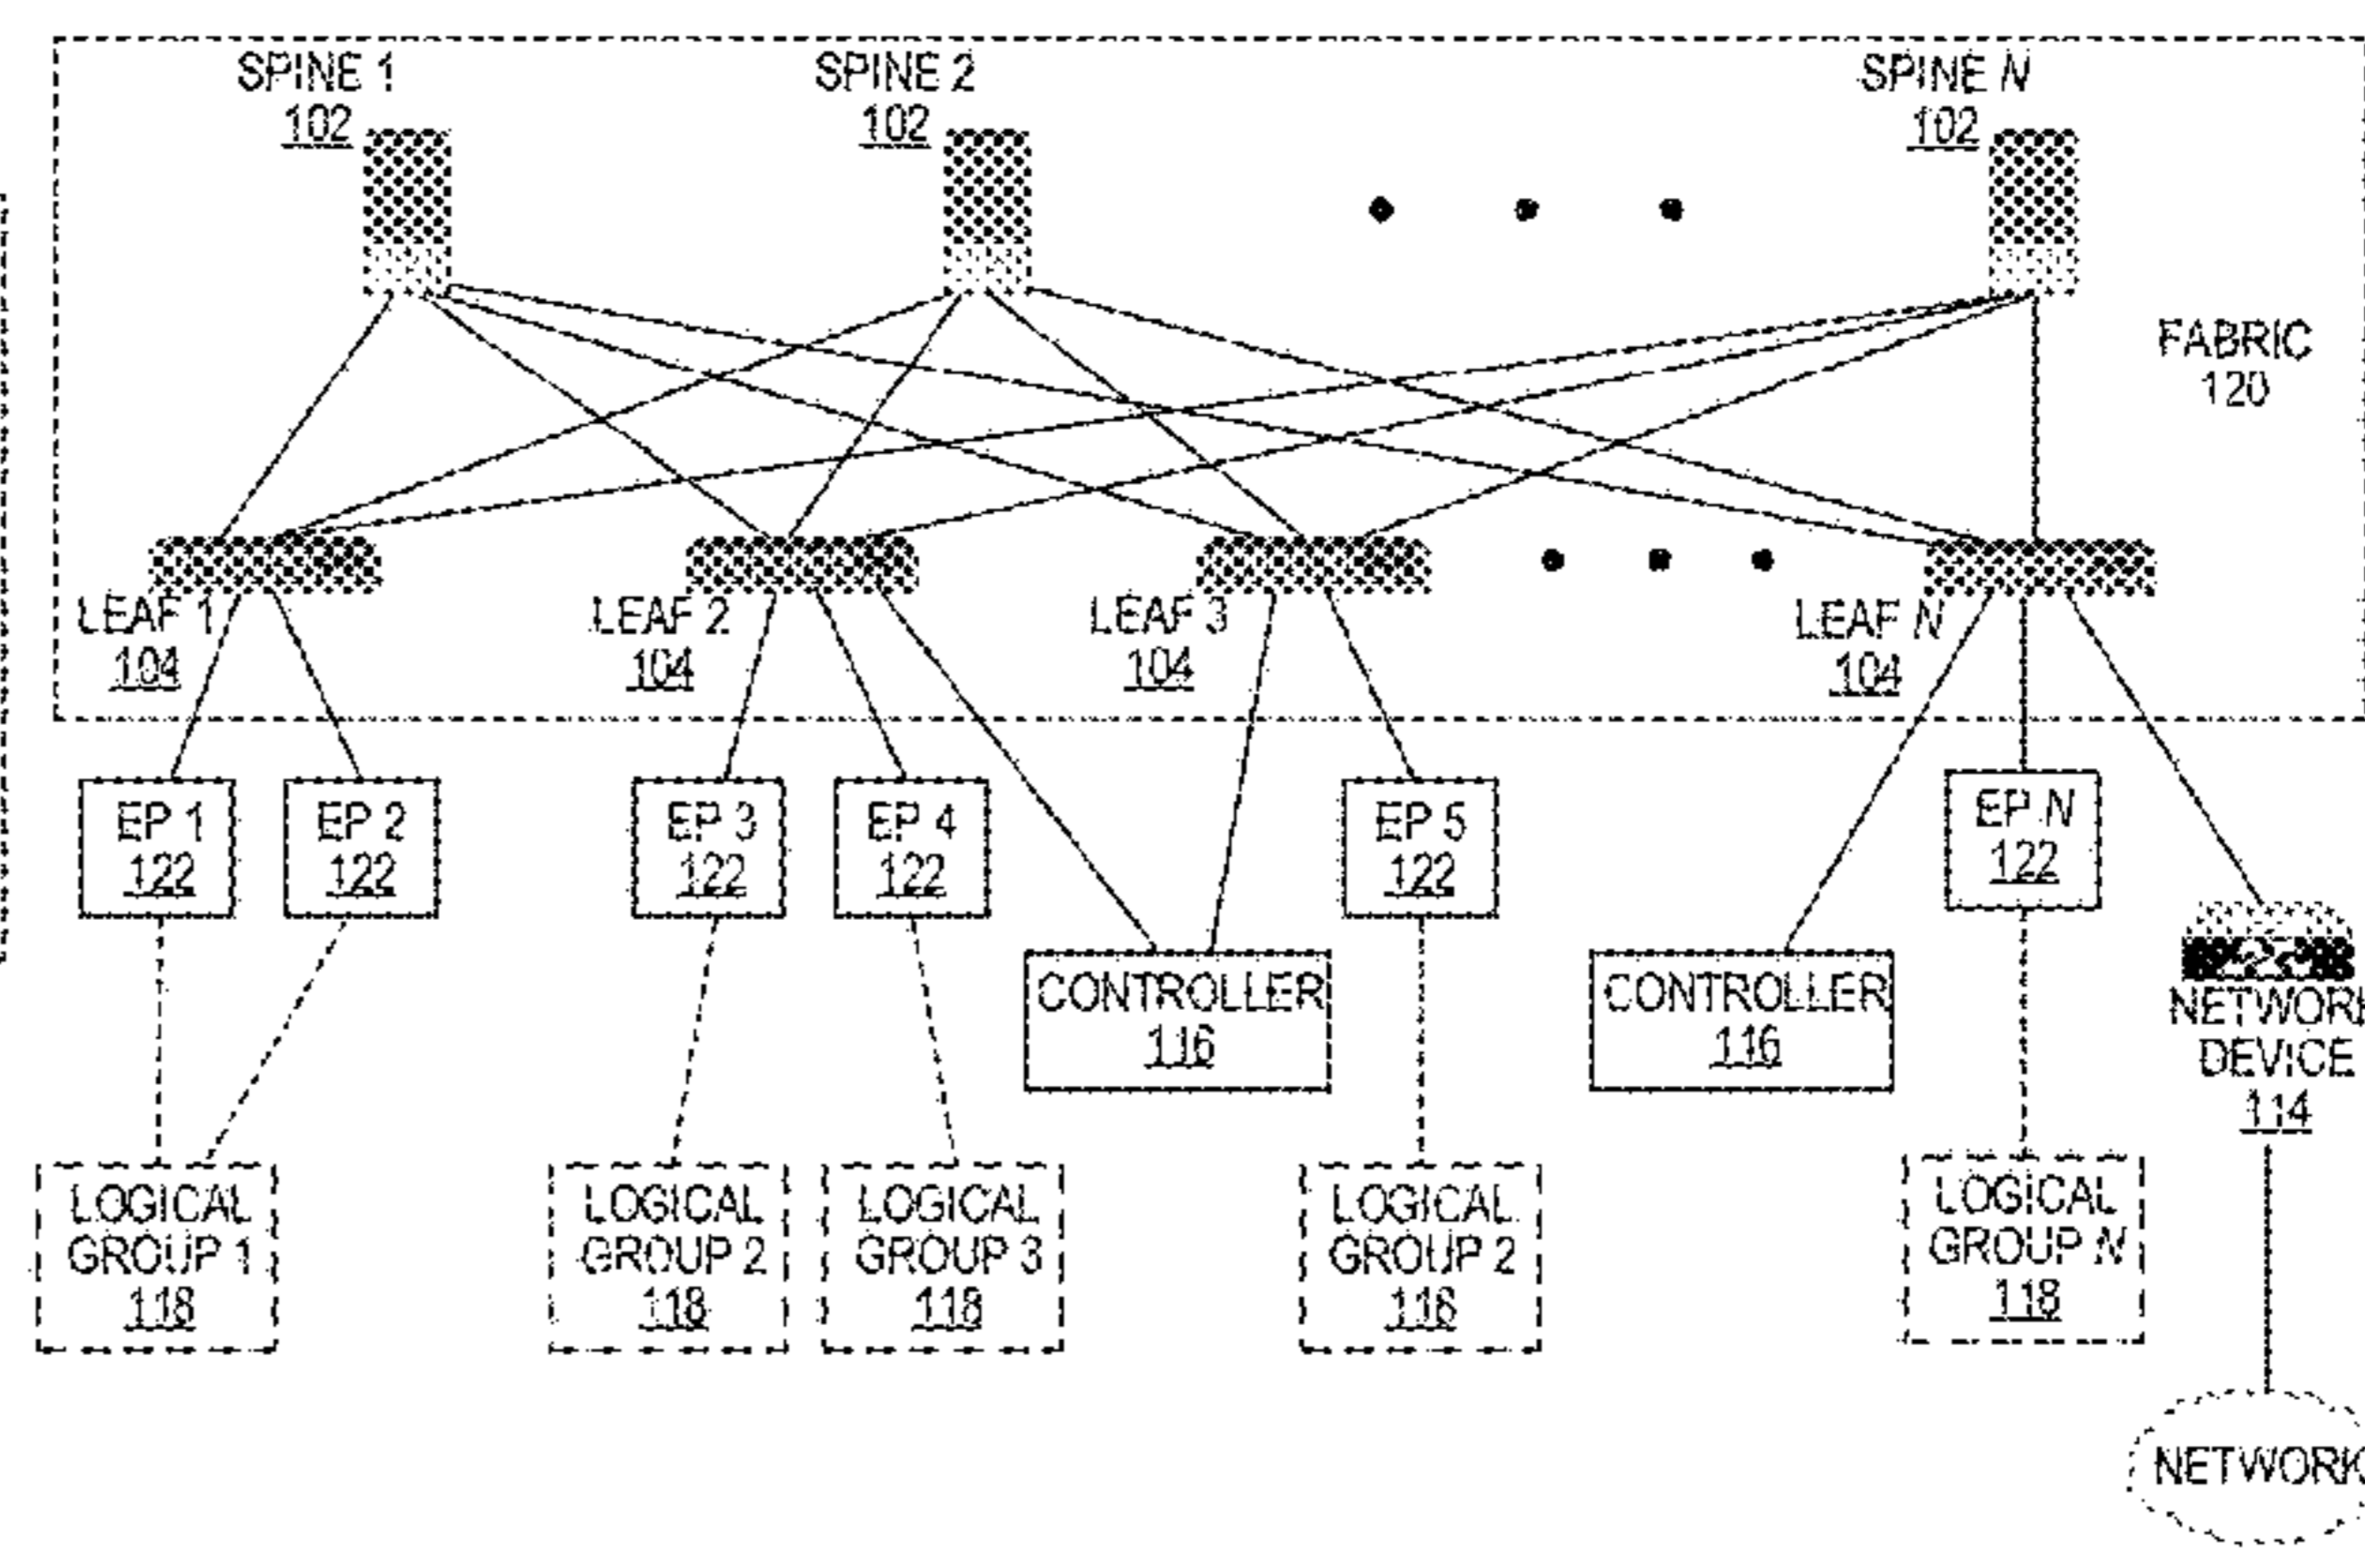 SPINE 1
102
SPINE 2
102
SPINE N
102
FABRIC
120
LEAF 1
104
LEAF 2
104
LEAF 3
104
LEAF N
104
EP 1
122
EP 2
122
EP 3
122
EP 4
122
EP 5
122
EP N
122
CONTROLLER
116
CONTROLLER
116
NETWORK
DEVICE
114
LOGICAL
GROUP 1
118
LOGICAL
GROUP 2
118
LOGICAL
GROUP 3
118
LOGICAL
GROUP 2
118
LOGICAL
GROUP N
118
NETWORK